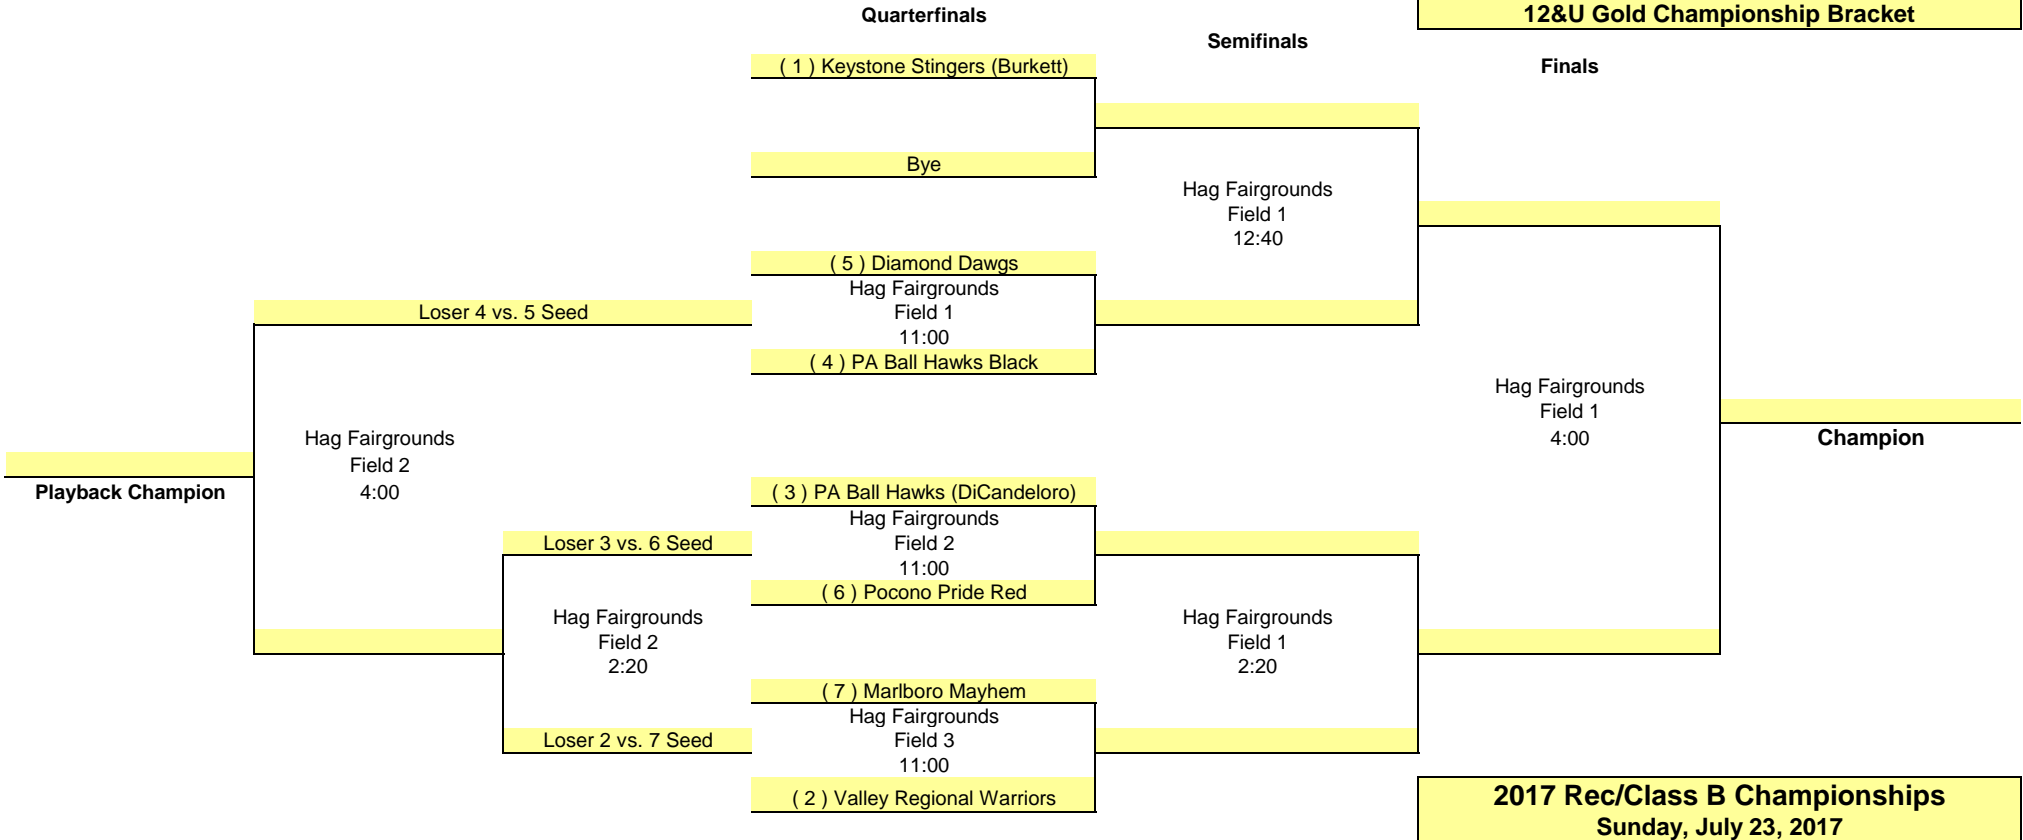 Quarterfinals
12&U Gold Championship Bracket
Semifinals
Finals
( 1 ) Keystone Stingers (Burkett)
Bye
Hag Fairgrounds
Field 1
12:40
( 5 ) Diamond Dawgs
Hag Fairgrounds
Field 1
11:00
( 4 ) PA Ball Hawks Black
Loser 4 vs. 5 Seed
Hag Fairgrounds
Field 1
4:00
Champion
Hag Fairgrounds
Field 2
4:00
Playback Champion
( 3 ) PA Ball Hawks (DiCandeloro)
Hag Fairgrounds
Field 2
11:00
( 6 ) Pocono Pride Red
Loser 3 vs. 6 Seed
Hag Fairgrounds
Field 2
2:20
Hag Fairgrounds
Field 1
2:20
( 7 ) Marlboro Mayhem
Hag Fairgrounds
Field 3
11:00
( 2 ) Valley Regional Warriors
Loser 2 vs. 7 Seed
2017 Rec/Class B Championships
Sunday, July 23, 2017